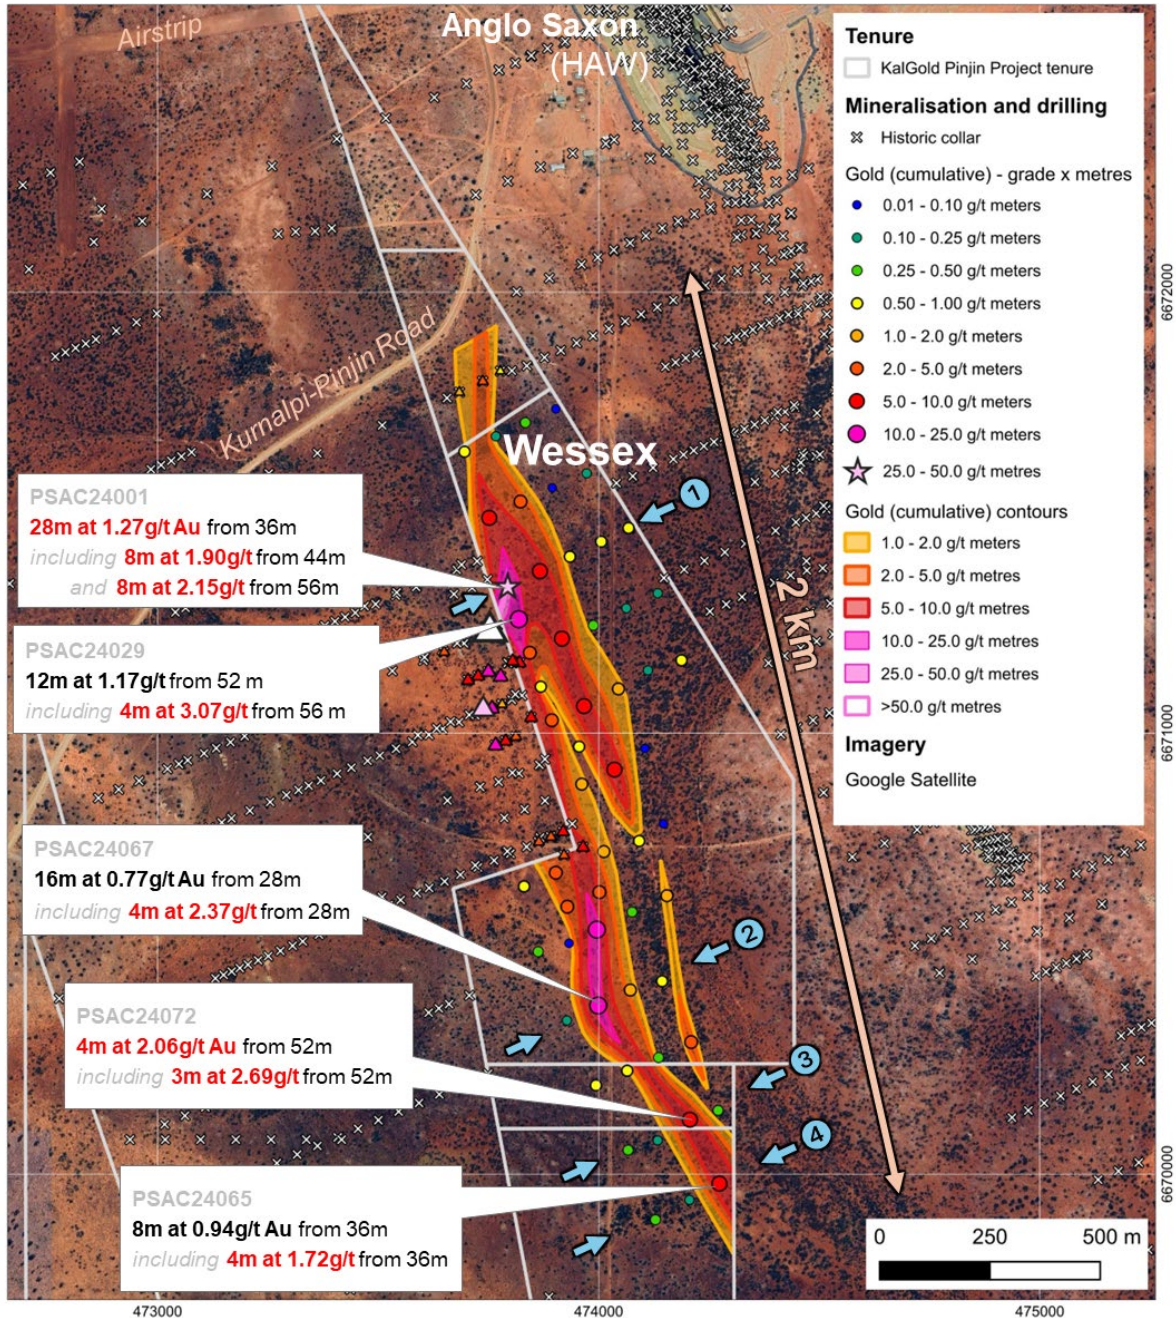 Airstrip
Anglo Saxon
(HAW)
Kurnalpi-Pinjin Road
Wessex
PSAC24001
28m at 1.27g/t Au from 36m
including 8m at 1.90g/t from 44m
and 8m at 2.15g/t from 56m
PSAC24029
12m at 1.17g/t from 52 m
including 4m at 3.07g/t from 56 m
PSAC24067
16m at 0.77g/t Au from 28m
including 4m at 2.37g/t from 28m
PSAC24072
4m at 2.06g/t Au from 52m
including 3m at 2.69g/t from 52m
PSAC24065
8m at 0.94g/t Au from 36m
including 4m at 1.72g/t from 36m
1
2
3
4
2 km
Tenure
KalGold Pinjin Project tenure
Mineralisation and drilling
Historic collar
Gold (cumulative) - grade x metres
0.01 - 0.10 g/t meters
0.10 - 0.25 g/t meters
0.25 - 0.50 g/t meters
0.50 - 1.00 g/t meters
1.0 - 2.0 g/t meters
2.0 - 5.0 g/t meters
5.0 - 10.0 g/t meters
10.0 - 25.0 g/t meters
25.0 - 50.0 g/t metres
Gold (cumulative) contours
1.0 - 2.0 g/t meters
2.0 - 5.0 g/t meters
5.0 - 10.0 g/t metres
10.0 - 25.0 g/t metres
25.0 - 50.0 g/t metres
>50.0 g/t metres
Imagery
Google Satellite
6672000
6671000
6670000
0 250 500 m
473000 474000 475000